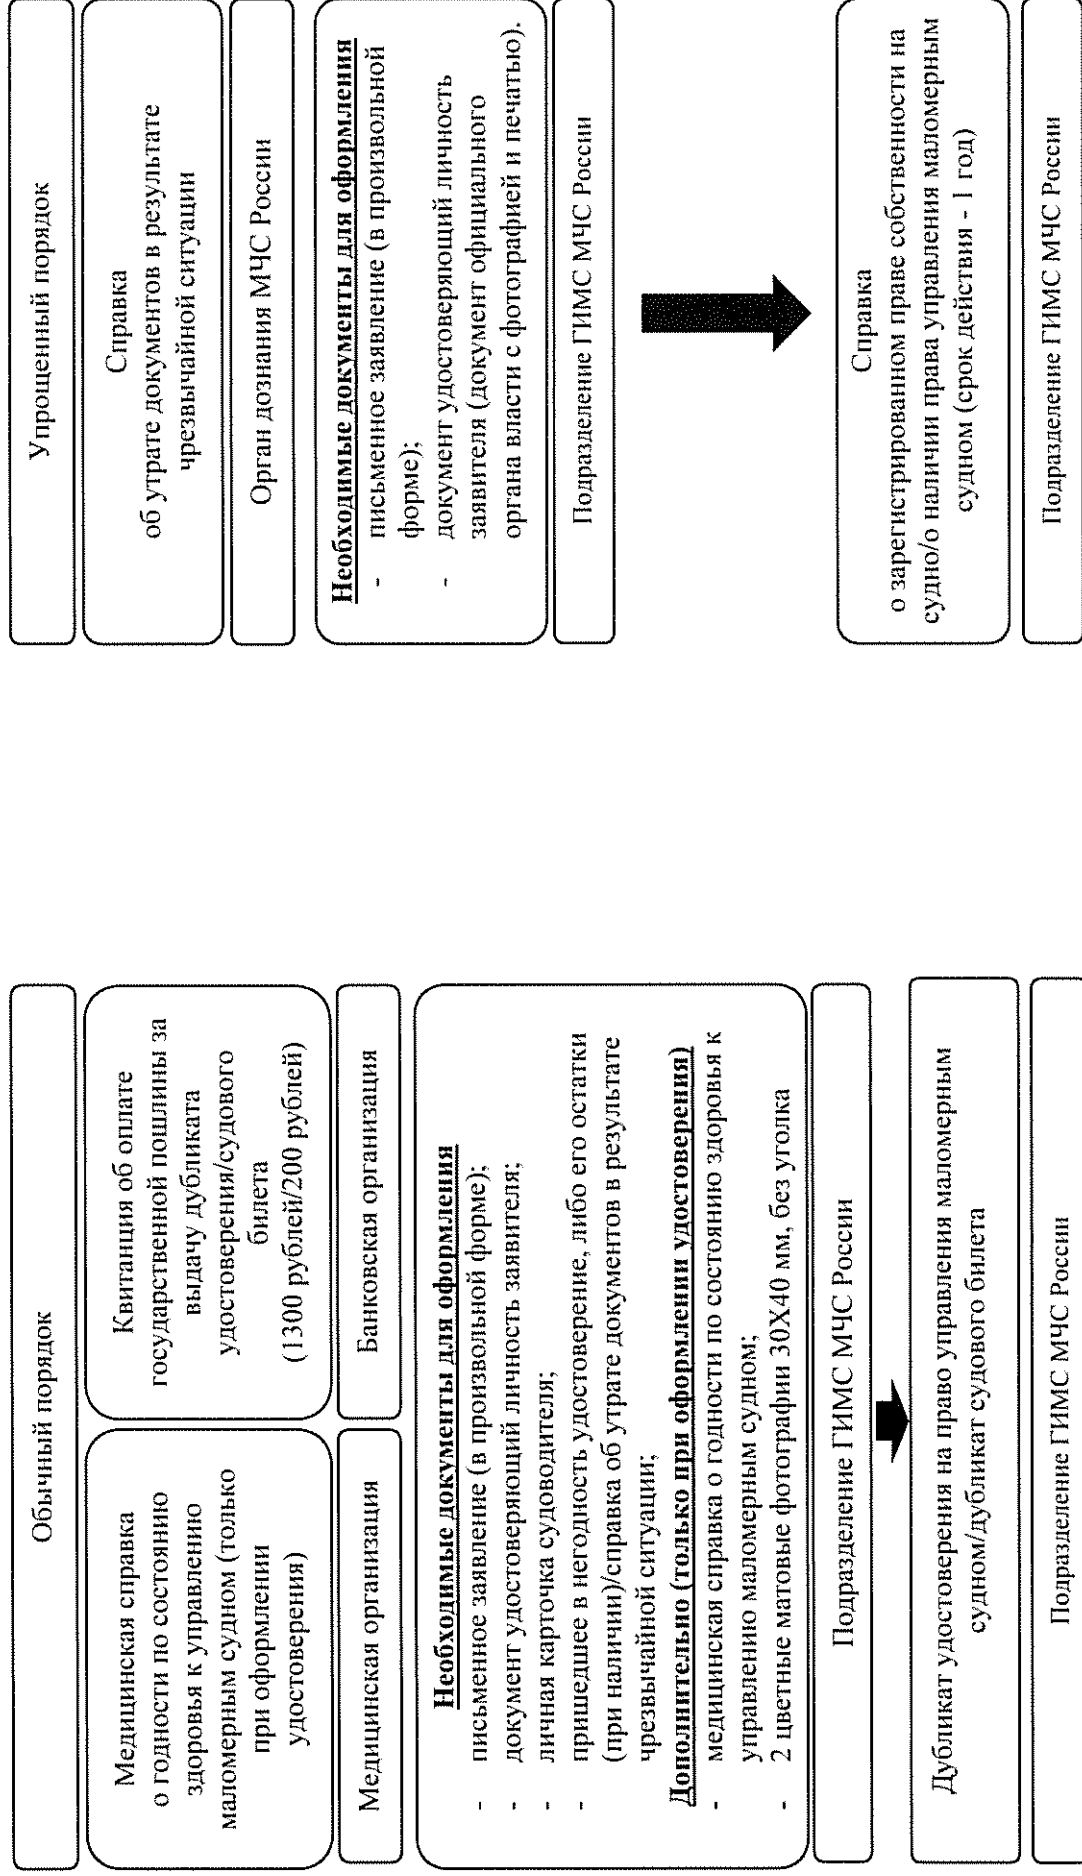 Обычный порядок
Медицинская справка
о годности по состоянию
здоровья к управлению
маломерным судном (только
при оформлении
удостоверения)
Медицинская организация
Квитанция об оплате
государственной пошлины за
выдачу дубликата
удостоверения/судового
билета
(1300 рублей/200 рублей)
Банковская организация
Необходимые документы для оформления
- письменное заявление (в произвольной форме);
- документ удостоверяющий личность заявителя;
- личная карточка судоводителя;
- пришедшее в негодность удостоверение, либо его остатки
(при наличии)/справка об утрате документов в результате
чрезвычайной ситуации;
Дополнительно (только при оформлении удостоверения)
- медицинская справка о годности по состоянию здоровья к
управлению маломерным судном;
- 2 цветные матовые фотографии 30X40 мм, без уголка
Подразделение ГИМС МЧС России
Дубликат удостоверения на право управления маломерным
судном/дубликат судового билета
Подразделение ГИМС МЧС России
Упрощенный порядок
Справка
об утрате документов в результате
чрезвычайной ситуации
Орган дознания МЧС России
Необходимые документы для оформления
- письменное заявление (в произвольной
форме);
- документ удостоверяющий личность
заявителя (документ официального
органа власти с фотографией и печатью).
Подразделение ГИМС МЧС России
Справка
о зарегистрированном праве собственности на
судно/о наличии права управления маломерным
судном (срок действия - 1 год)
Подразделение ГИМС МЧС России